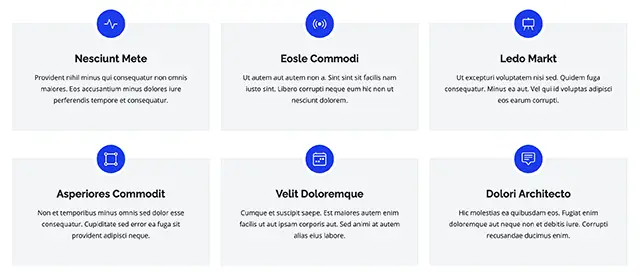 Nesciunt Mete
Provident nihil minus qui consequatur non omnis
maiores. Eos accusantium minus dolores iure
perferendis tempore et consequatur.
Eosle Commodi
Ut autem aut autem non a. Sint sint sit facilis nam
iusto sint. Libero corrupti neque eum hic non ut
nesciunt dolorem.
Ledo Markt
Ut excepturi voluptatem nisi sed. Quidem fuga
consequatur. Minus ea aut. Vel qui id voluptas adipisci
eos earum corrupti.
Asperiores Commodit
Non et temporibus minus omnis sed dolor esse
consequatur. Cupiditate sed error ea fuga sit
provident adipisci neque.
Velit Doloremque
Cumque et suscipit saepe. Est maiores autem enim
facilis ut aut ipsam corporis aut. Sed animi at autem
alias eius labore.
Dolori Architecto
Hic molestias ea quibusdam eos. Fugiat enim
doloremque aut neque non et debitis iure. Corrupti
recusandae ducimus enim.